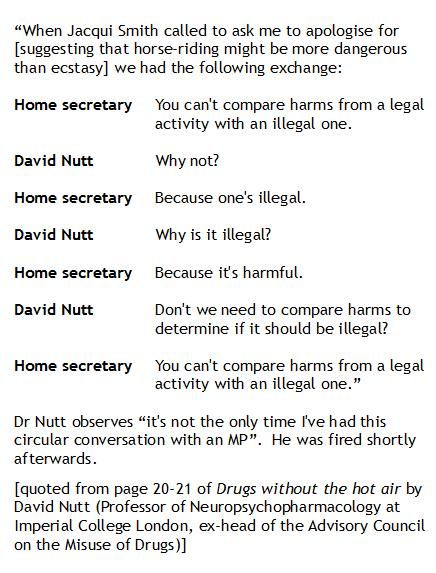 “When Jacqui Smith called to ask me to apologise for
[suggesting that horse-riding might be more dangerous
than ecstasy] we had the following exchange:
Home secretary You can't compare harms from a legal
activity with an illegal one.
David Nutt Why not?
Home secretary Because one's illegal.
David Nutt Why is it illegal?
Home secretary Because it's harmful.
David Nutt Don't we need to compare harms to
determine if it should be illegal?
Home secretary You can't compare harms from a legal
activity with an illegal one.”
Dr Nutt observes “it's not the only time I've had this
circular conversation with an MP”. He was fired shortly
afterwards.
[quoted from page 20-21 of Drugs without the hot air by
David Nutt (Professor of Neuropsychopharmacology at
Imperial College London, ex-head of the Advisory Council
on the Misuse of Drugs)]